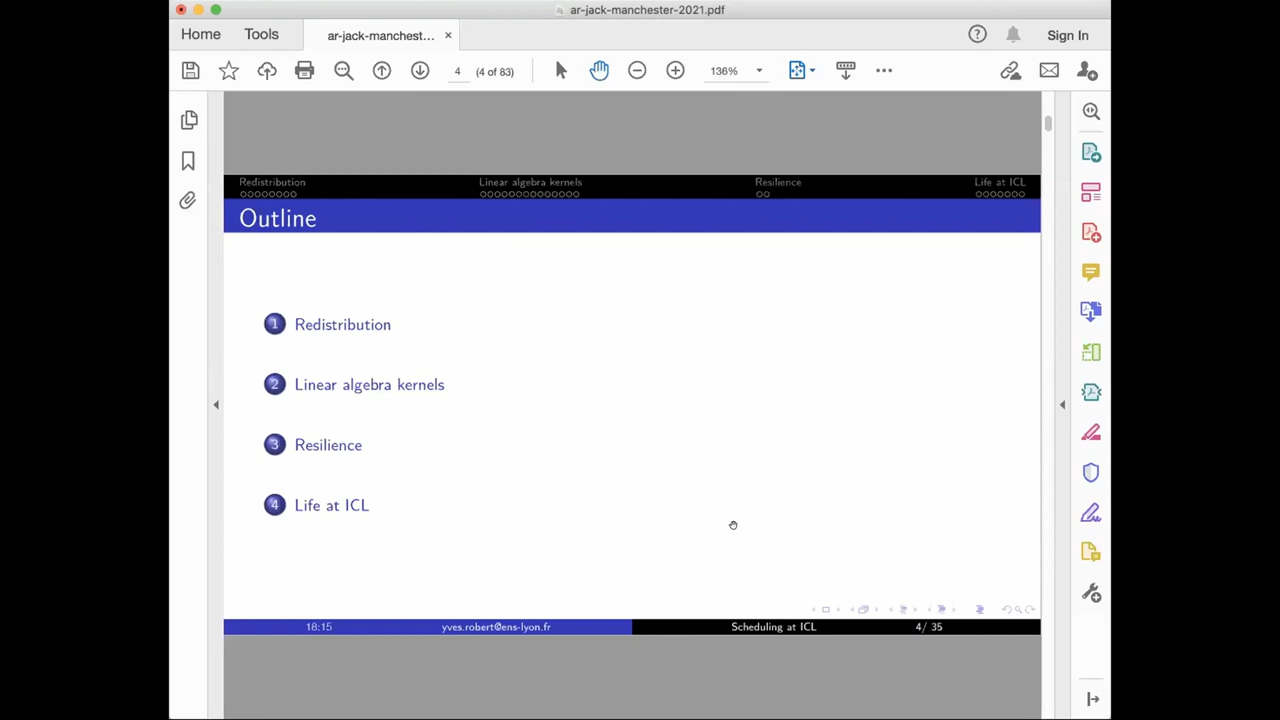 ar-jack-manchester-2021.pdf
Home Tools ar-jack-manchest... × Sign In
4 (4 of 83) 136%
Redistribution Linear algebra kernels Resilience Life at ICL
Outline
1 Redistribution
2 Linear algebra kernels
3 Resilience
4 Life at ICL
18:15 yves.robert@ens-lyon.fr Scheduling at ICL 4/ 35